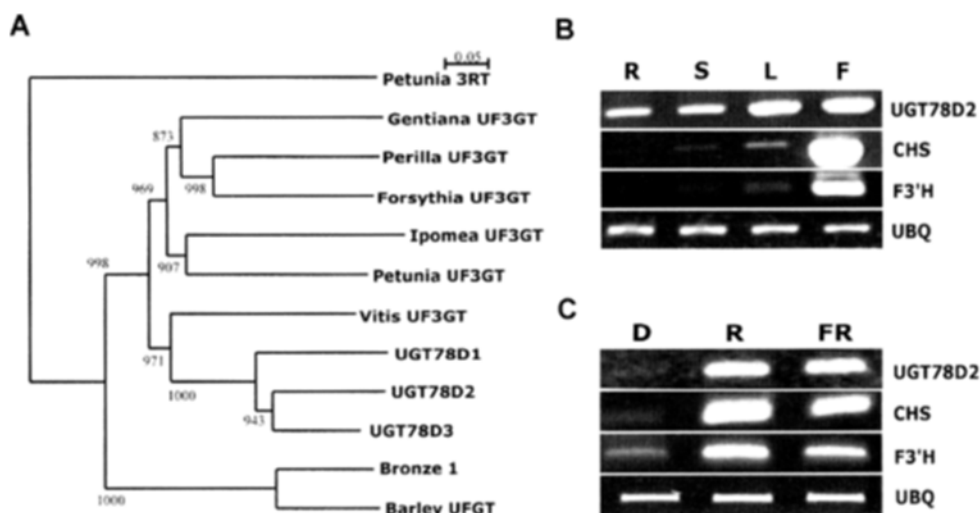 A
0.05
Petunia 3RT
Gentiana UF3GT
873
Perilla UF3GT
998
Forsythia UF3GT
969
Ipomea UF3GT
907
Petunia UF3GT
998
Vitis UF3GT
971
UGT78D1
1000
UGT78D2
943
UGT78D3
Bronze 1
1000
Barley UFGT
B
R S L F
UGT78D2
CHS
F3'H
UBQ
C
D R FR
UGT78D2
CHS
F3'H
UBQ